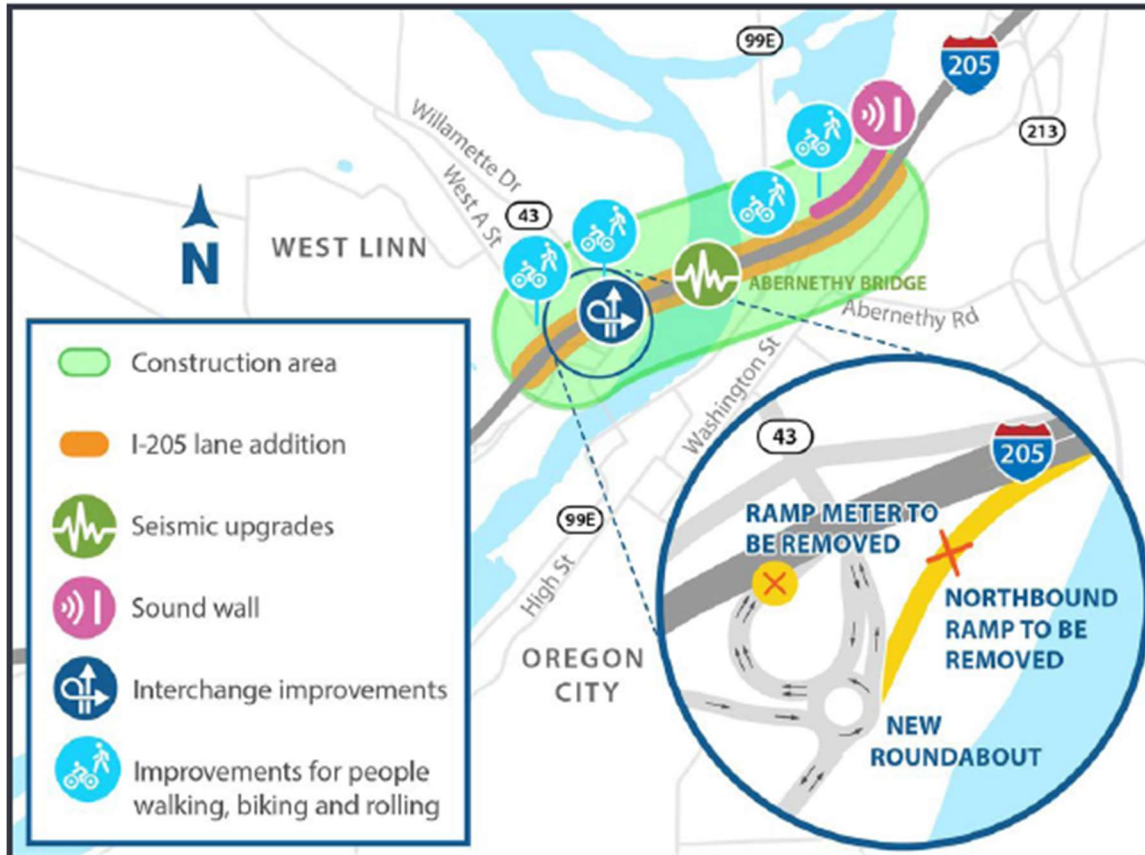 99E
205
213
Willamette Dr
West A St
43
N
WEST LINN
ABERNETHY BRIDGE
Abernethy Rd
Washington St
99E
High St
OREGON
CITY
Construction area
I-205 lane addition
Seismic upgrades
Sound wall
Interchange improvements
Improvements for people
walking, biking and rolling
43
205
RAMP METER TO
BE REMOVED
NORTHBOUND
RAMP TO BE
REMOVED
NEW
ROUNDABOUT